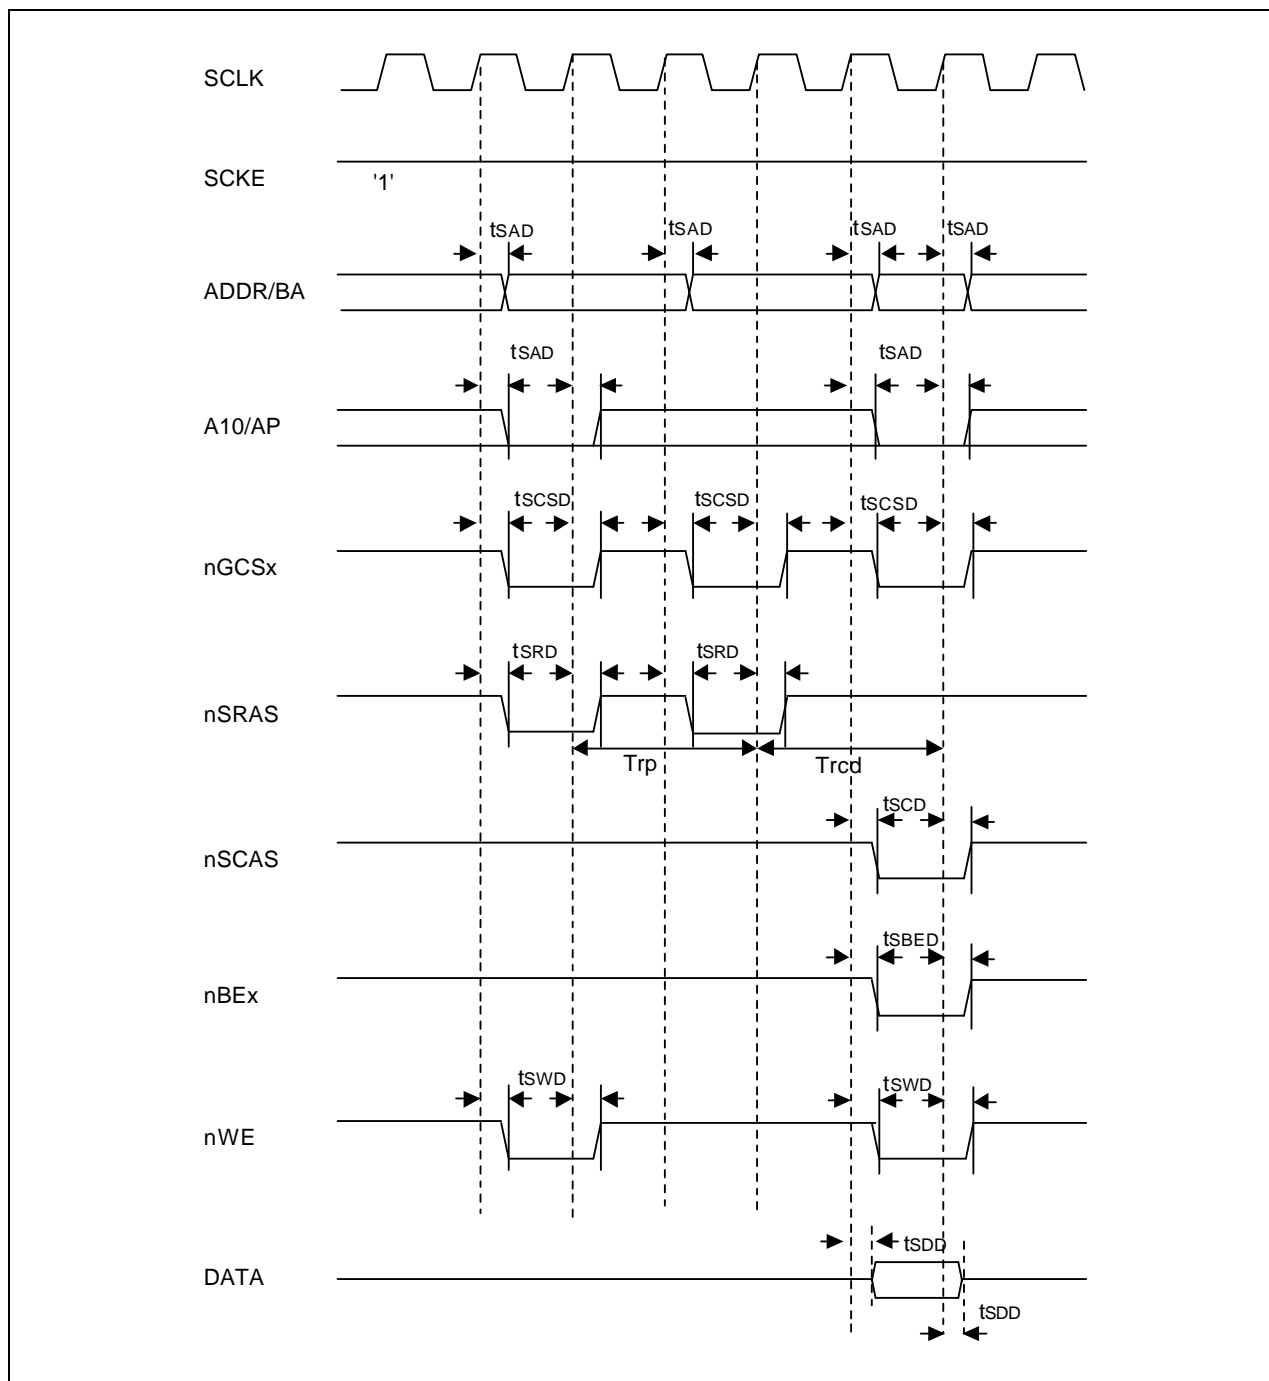 SCLK
SCKE
'1'
tSAD tSAD tSAD tSAD
ADDR/BA
tSAD tSAD
A10/AP
tSCSD tSCSD tSCSD
nGCSx
tSRD tSRD
nSRAS
Trp Trcd
tSCD
nSCAS
tSBED
nBEx
tSWD tSWD
nWE
tSDD
DATA
tSDD